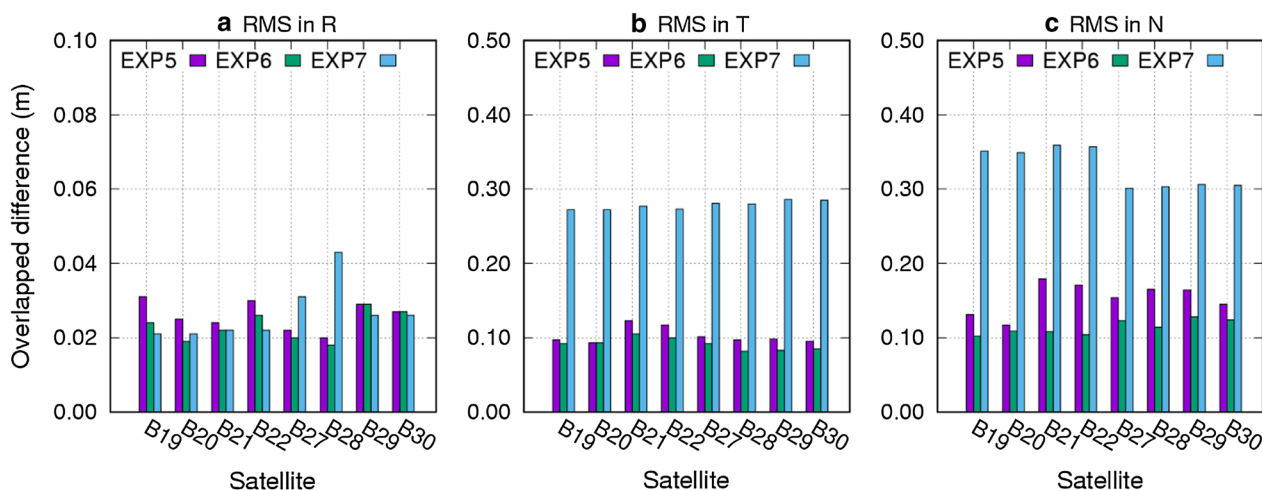 a RMS in R
b RMS in T
c RMS in N
Overlapped difference (m)
0.10
0.08
0.06
0.04
0.02
0.00
EXP5 EXP6 EXP7
B19 B20 B21 B22 B27 B28 B29 B30
Satellite
0.50
0.40
0.30
0.20
0.10
0.00
EXP5 EXP6 EXP7
B19 B20 B21 B22 B27 B28 B29 B30
Satellite
0.50
0.40
0.30
0.20
0.10
0.00
EXP5 EXP6 EXP7
B19 B20 B21 B22 B27 B28 B29 B30
Satellite